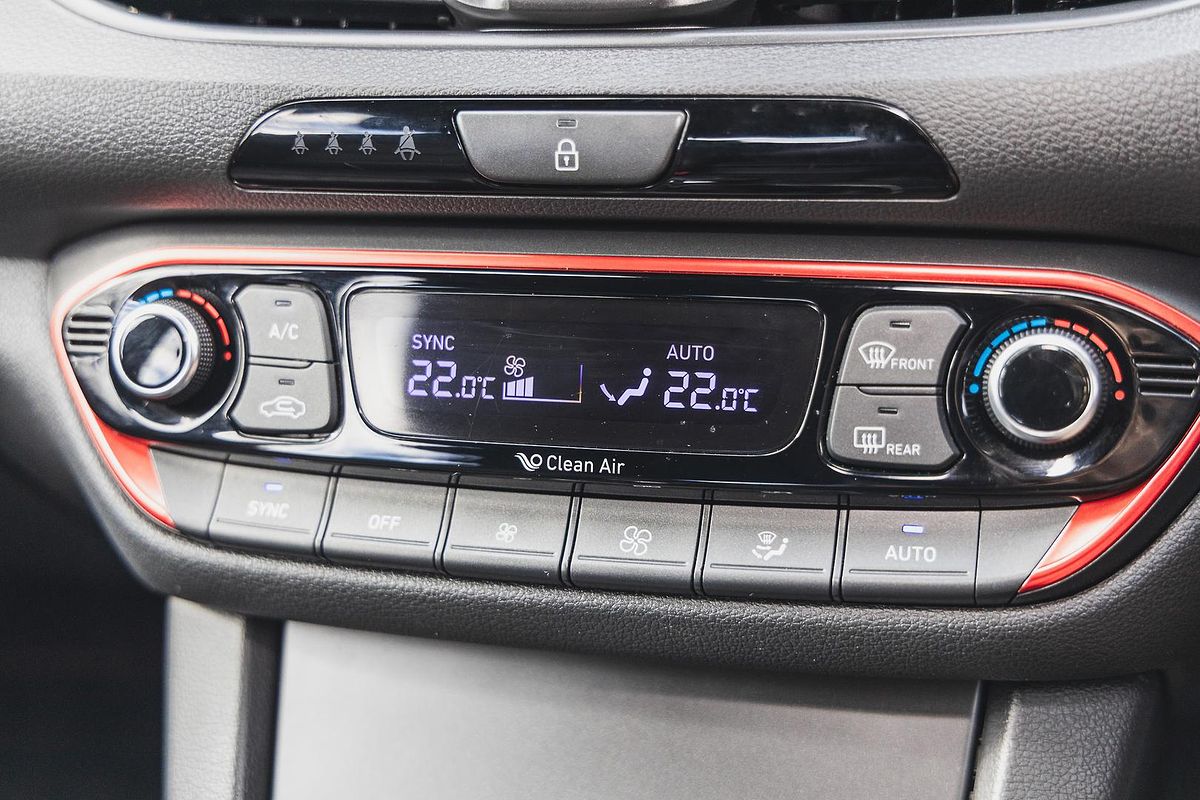 A/C
SYNC
22.0°C
AUTO
22.0°C
FRONT
REAR
Clean Air
SYNC
OFF
AUTO